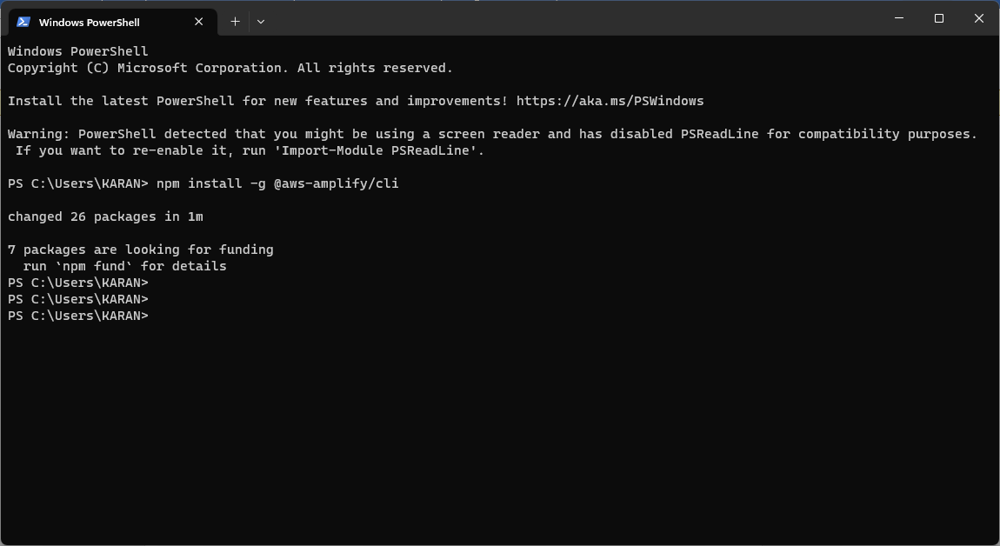 Windows PowerShell
Windows PowerShell
Copyright (C) Microsoft Corporation. All rights reserved.
Install the latest PowerShell for new features and improvements! https://aka.ms/PSWindows
Warning: PowerShell detected that you might be using a screen reader and has disabled PSReadLine for compatibility purposes.
If you want to re-enable it, run 'Import-Module PSReadLine'.
PS C:\Users\KARAN> npm install -g @aws-amplify/cli
changed 26 packages in 1m
7 packages are looking for funding
run `npm fund` for details
PS C:\Users\KARAN>
PS C:\Users\KARAN>
PS C:\Users\KARAN>